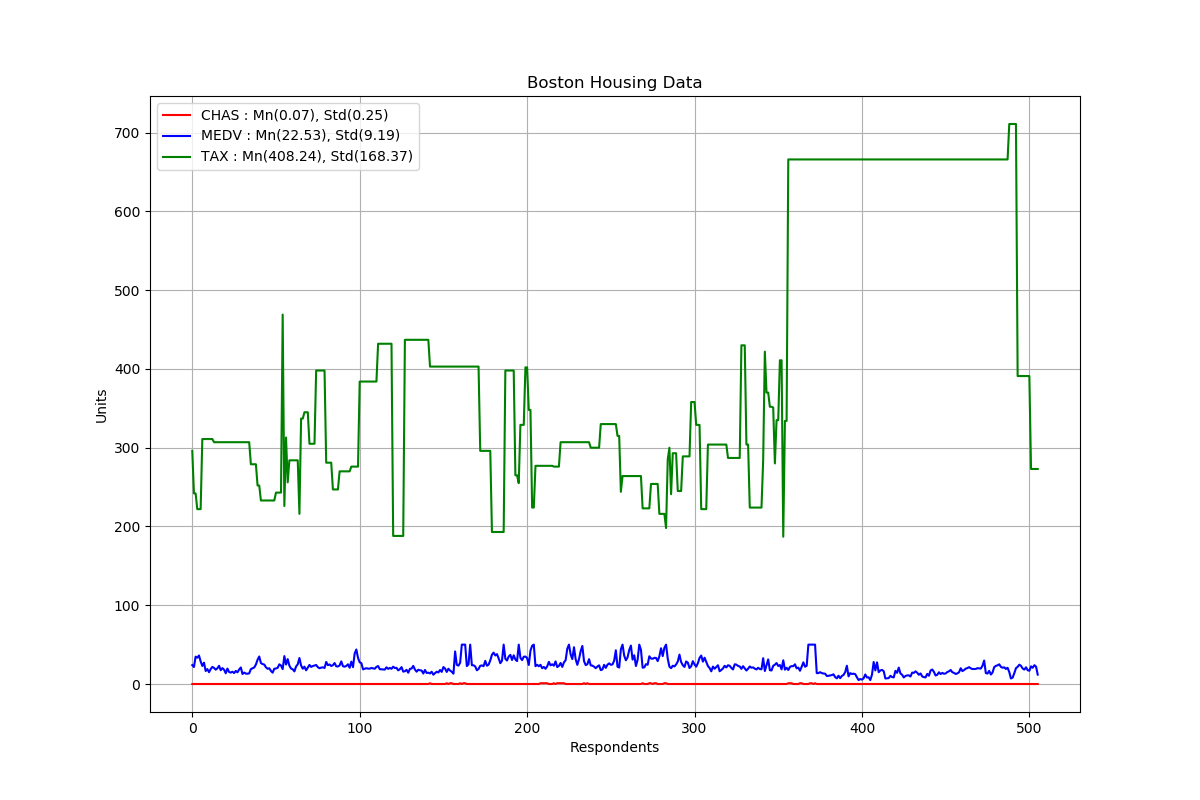 Boston Housing Data
CHAS : Mn(0.07), Std(0.25)
MEDV : Mn(22.53), Std(9.19)
TAX : Mn(408.24), Std(168.37)
700
600
500
400
300
200
100
0
Units
0 100 200 300 400 500
Respondents